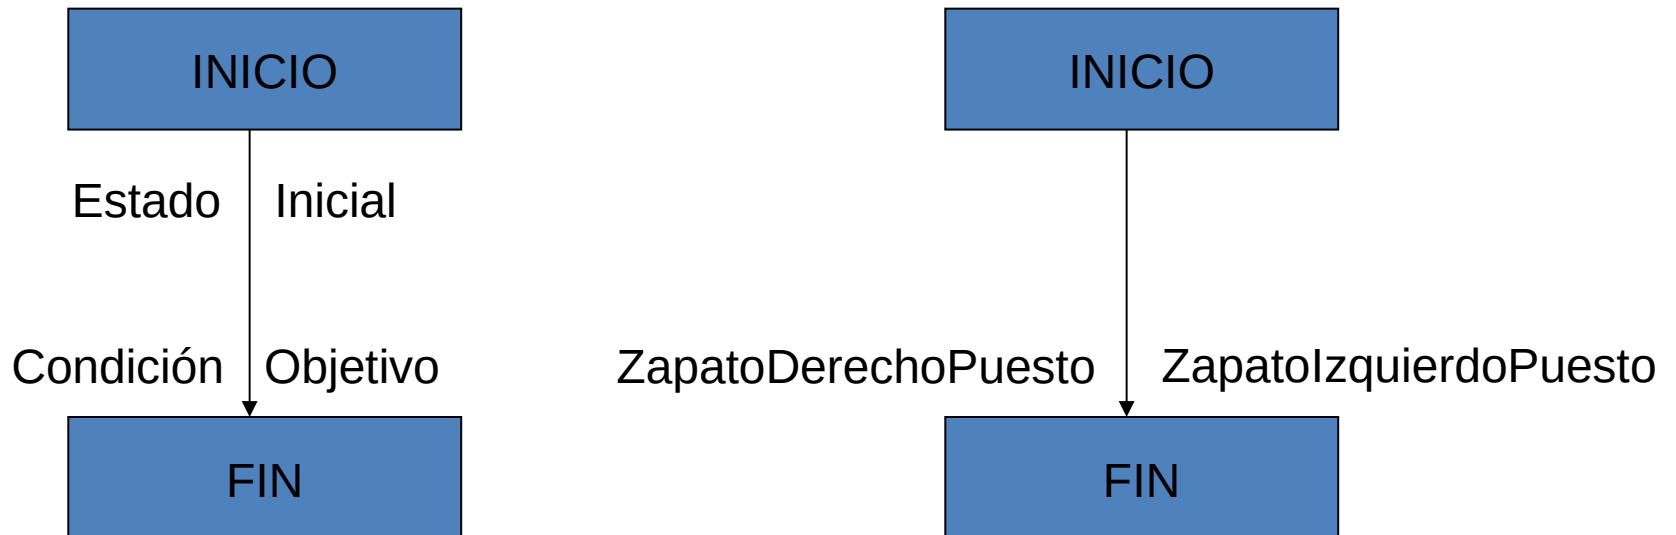 INICIO INICIO
Estado Inicial
Condición Objetivo ZapatoDerechoPuesto ZapatoIzquierdoPuesto
FIN FIN